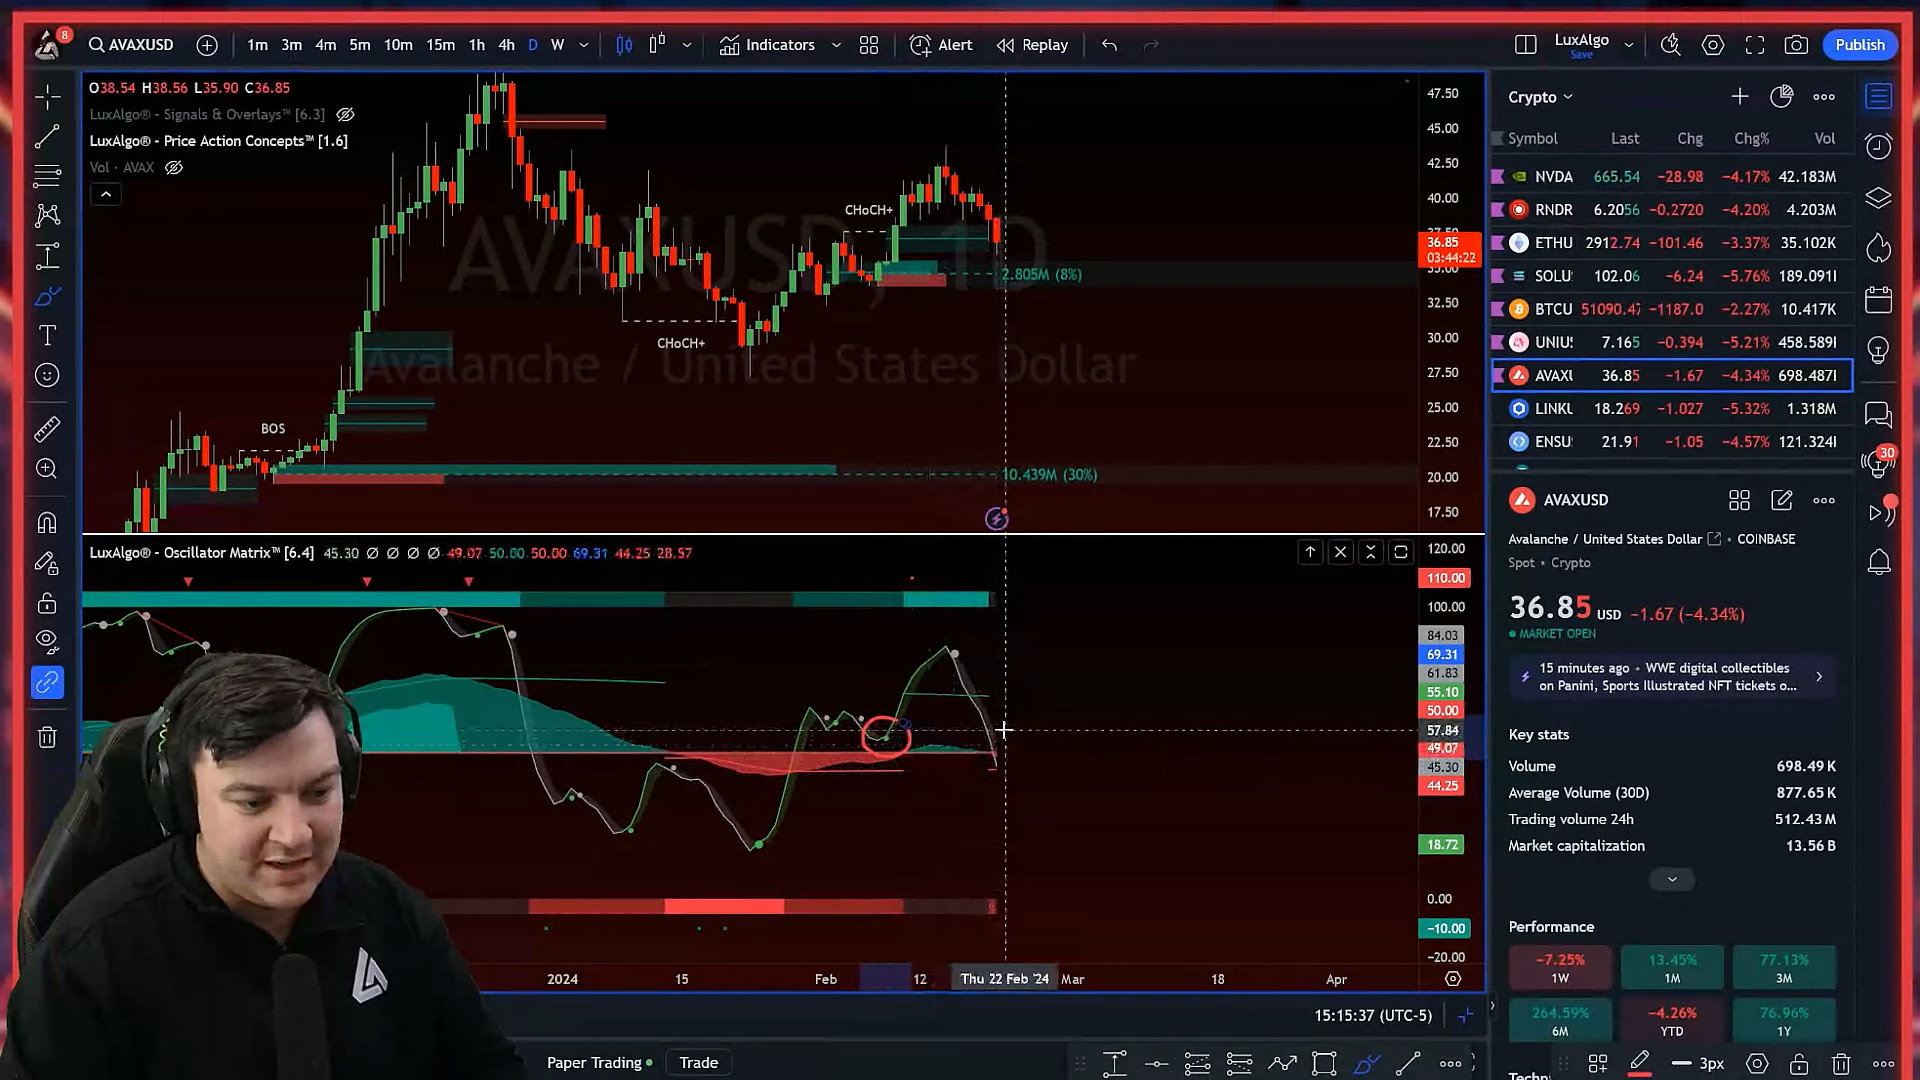 8
AVAXUSD
1m 3m 4m 5m 10m 15m 1h 4h D W
Indicators
Alert
Replay
LuxAlgo
Save
Publish
O38.54 H38.56 L35.90 C36.85
LuxAlgo® - Signals & Overlays™ [6.3]
LuxAlgo® - Price Action Concepts™ [1.6]
Vol · AVAX
AVAXUSD, 1D
Avalanche / United States Dollar
CHoCH+
CHoCH+
BOS
2.805M (8%)
10.439M (30%)
47.50
45.00
42.50
40.00
36.85
03:44:22
35.00
32.50
30.00
27.50
25.00
22.50
20.00
17.50
LuxAlgo® - Oscillator Matrix™ [6.4] 45.30 ∅ ∅ ∅ ∅ 49.07 50.00 50.00 69.31 44.25 28.57
120.00
110.00
100.00
84.03
69.31
61.83
55.10
50.00
57.84
49.07
45.30
44.25
18.72
0.00
−10.00
−20.00
2024 15 Feb 12 Thu 22 Feb '24 Mar 18 Apr
15:15:37 (UTC-5)
Paper Trading
Trade
3px
Crypto
Symbol Last Chg Chg% Vol
NVDA 665.54 −28.98 −4.17% 42.183M
RNDR 6.2056 −0.2720 −4.20% 4.203M
ETHU 2912.74 −101.46 −3.37% 35.102K
SOLU 102.06 −6.24 −5.76% 189.091
BTCU 51090.4 −1187.0 −2.27% 10.417K
UNIU 7.165 −0.394 −5.21% 458.589
AVAXU 36.85 −1.67 −4.34% 698.487
LINKU 18.269 −1.027 −5.32% 1.318M
ENSU 21.91 −1.05 −4.57% 121.324
30
AVAXUSD
Avalanche / United States Dollar · COINBASE
Spot · Crypto
36.85 USD −1.67 (−4.34%)
MARKET OPEN
15 minutes ago · WWE digital collectibles
on Panini, Sports Illustrated NFT tickets o...
Key stats
Volume 698.49 K
Average Volume (30D) 877.65 K
Trading volume 24h 512.43 M
Market capitalization 13.56 B
Performance
−7.25% 13.45% 77.13%
1W 1M 3M
264.59% −4.26% 76.96%
6M YTD 1Y